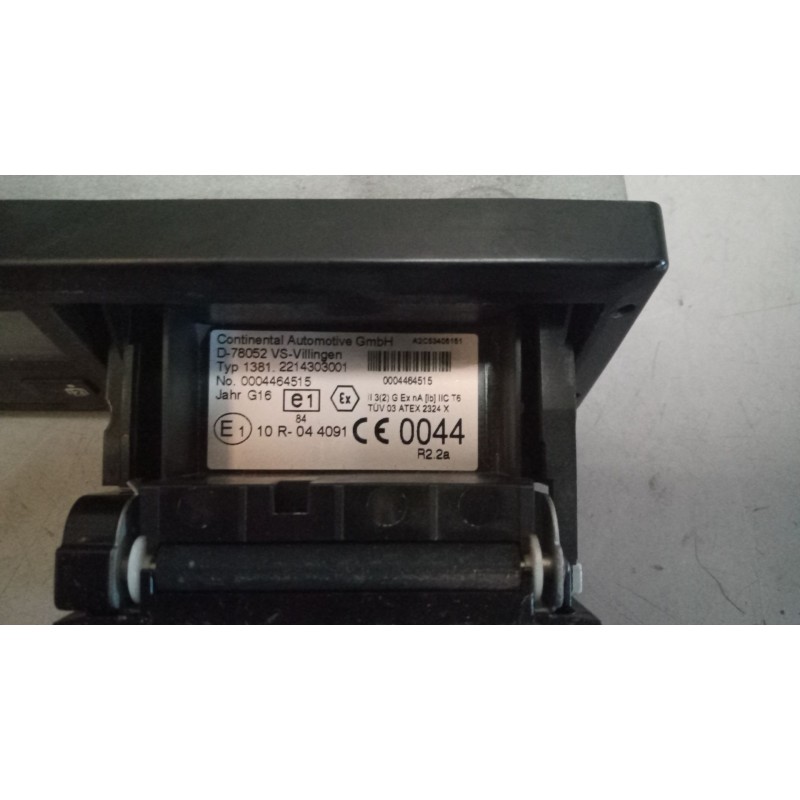 Continental Automotive GmbH A2C53405151
D-78052 VS-Villingen
Typ 1381. 2214303001
No. 0004464515 0004464515
Jahr G16 e1 Ex II 3(2) G Ex nA [ib] IIC T6
84 TÜV 03 ATEX 2324 X
E1 10 R- 04 4091 CE 0044
R2.2a